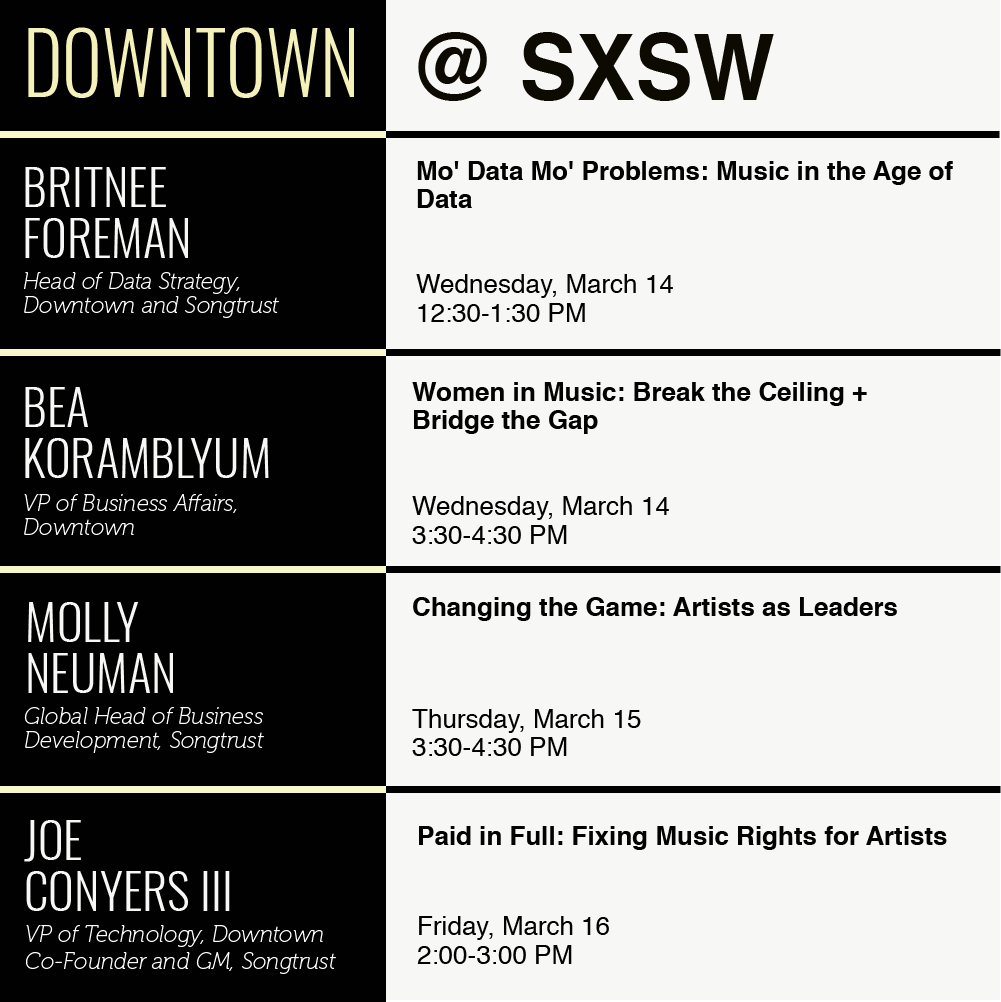 DOWNTOWN @ SXSW
BRITNEE
FOREMAN
Head of Data Strategy,
Downtown and Songtrust
Mo' Data Mo' Problems: Music in the Age of
Data
Wednesday, March 14
12:30-1:30 PM
BEA
KORAMBLYUM
VP of Business Affairs,
Downtown
Women in Music: Break the Ceiling +
Bridge the Gap
Wednesday, March 14
3:30-4:30 PM
MOLLY
NEUMAN
Global Head of Business
Development, Songtrust
Changing the Game: Artists as Leaders
Thursday, March 15
3:30-4:30 PM
JOE
CONYERS III
VP of Technology, Downtown
Co-Founder and GM, Songtrust
Paid in Full: Fixing Music Rights for Artists
Friday, March 16
2:00-3:00 PM